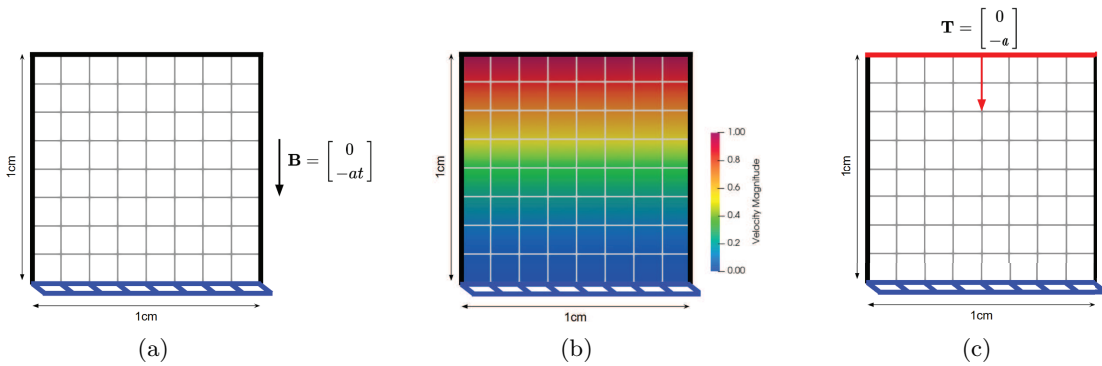 1cm
B = [ 0
-at ]
1cm
(a)
1cm
1.00
0.8
0.6
0.4
0.2
0.00
Velocity Magnitude
1cm
(b)
T = [ 0
-a ]
1cm
1cm
(c)